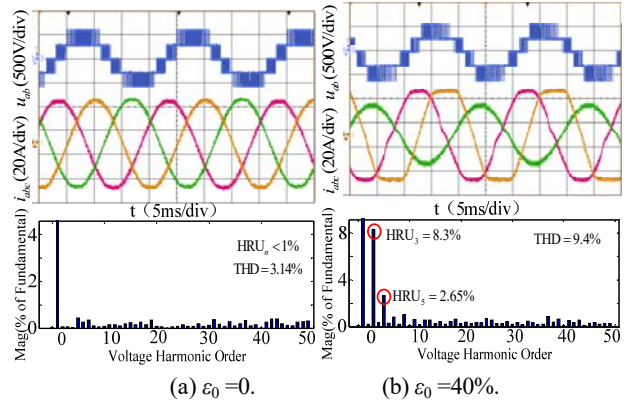 u_ab (500V/div)
i_abc (20A/div)
t (5ms/div)
Mag(% of Fundamental)
4
2
0
HRU_n <1%
THD=3.14%
0 10 20 30 40 50
Voltage Harmonic Order
(a) ε_0 =0.
u_ab (500V/div)
i_abc (20A/div)
t (5ms/div)
Mag(% of Fundamental)
8
6
4
2
0
HRU_3 = 8.3%
THD = 9.4%
HRU_5 = 2.65%
0 10 20 30 40 50
Voltage Harmonic Order
(b) ε_0 =40%.